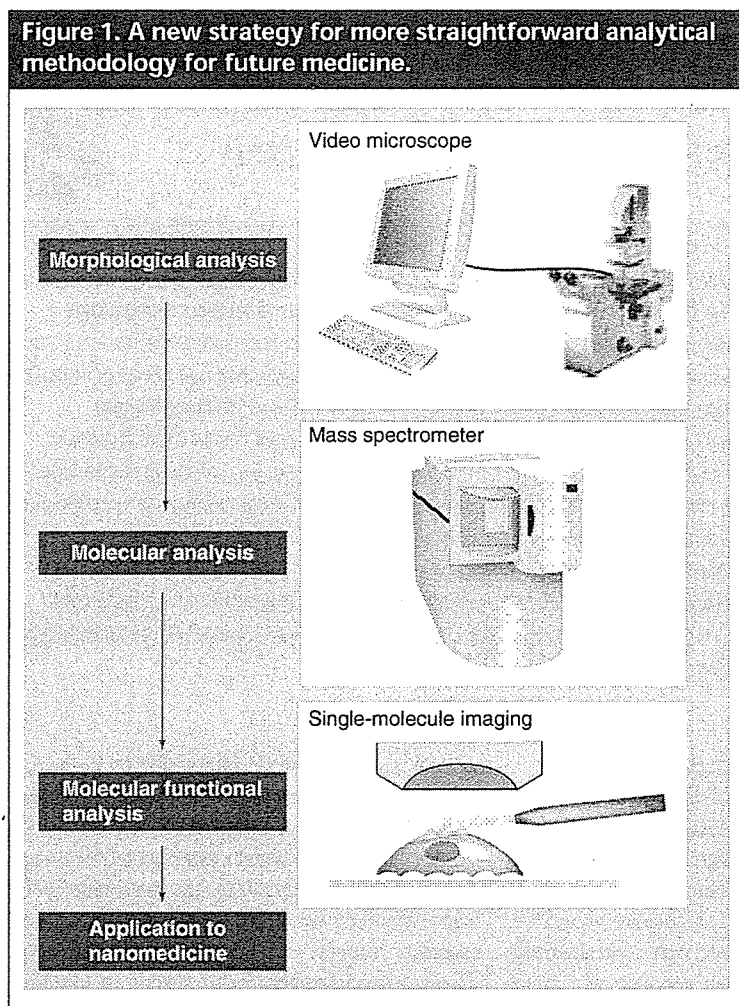 Figure 1. A new strategy for more straightforward analytical
methodology for future medicine.
Video microscope
Morphological analysis
Mass spectrometer
Molecular analysis
Single-molecule imaging
Molecular functional
analysis
Application to
nanomedicine